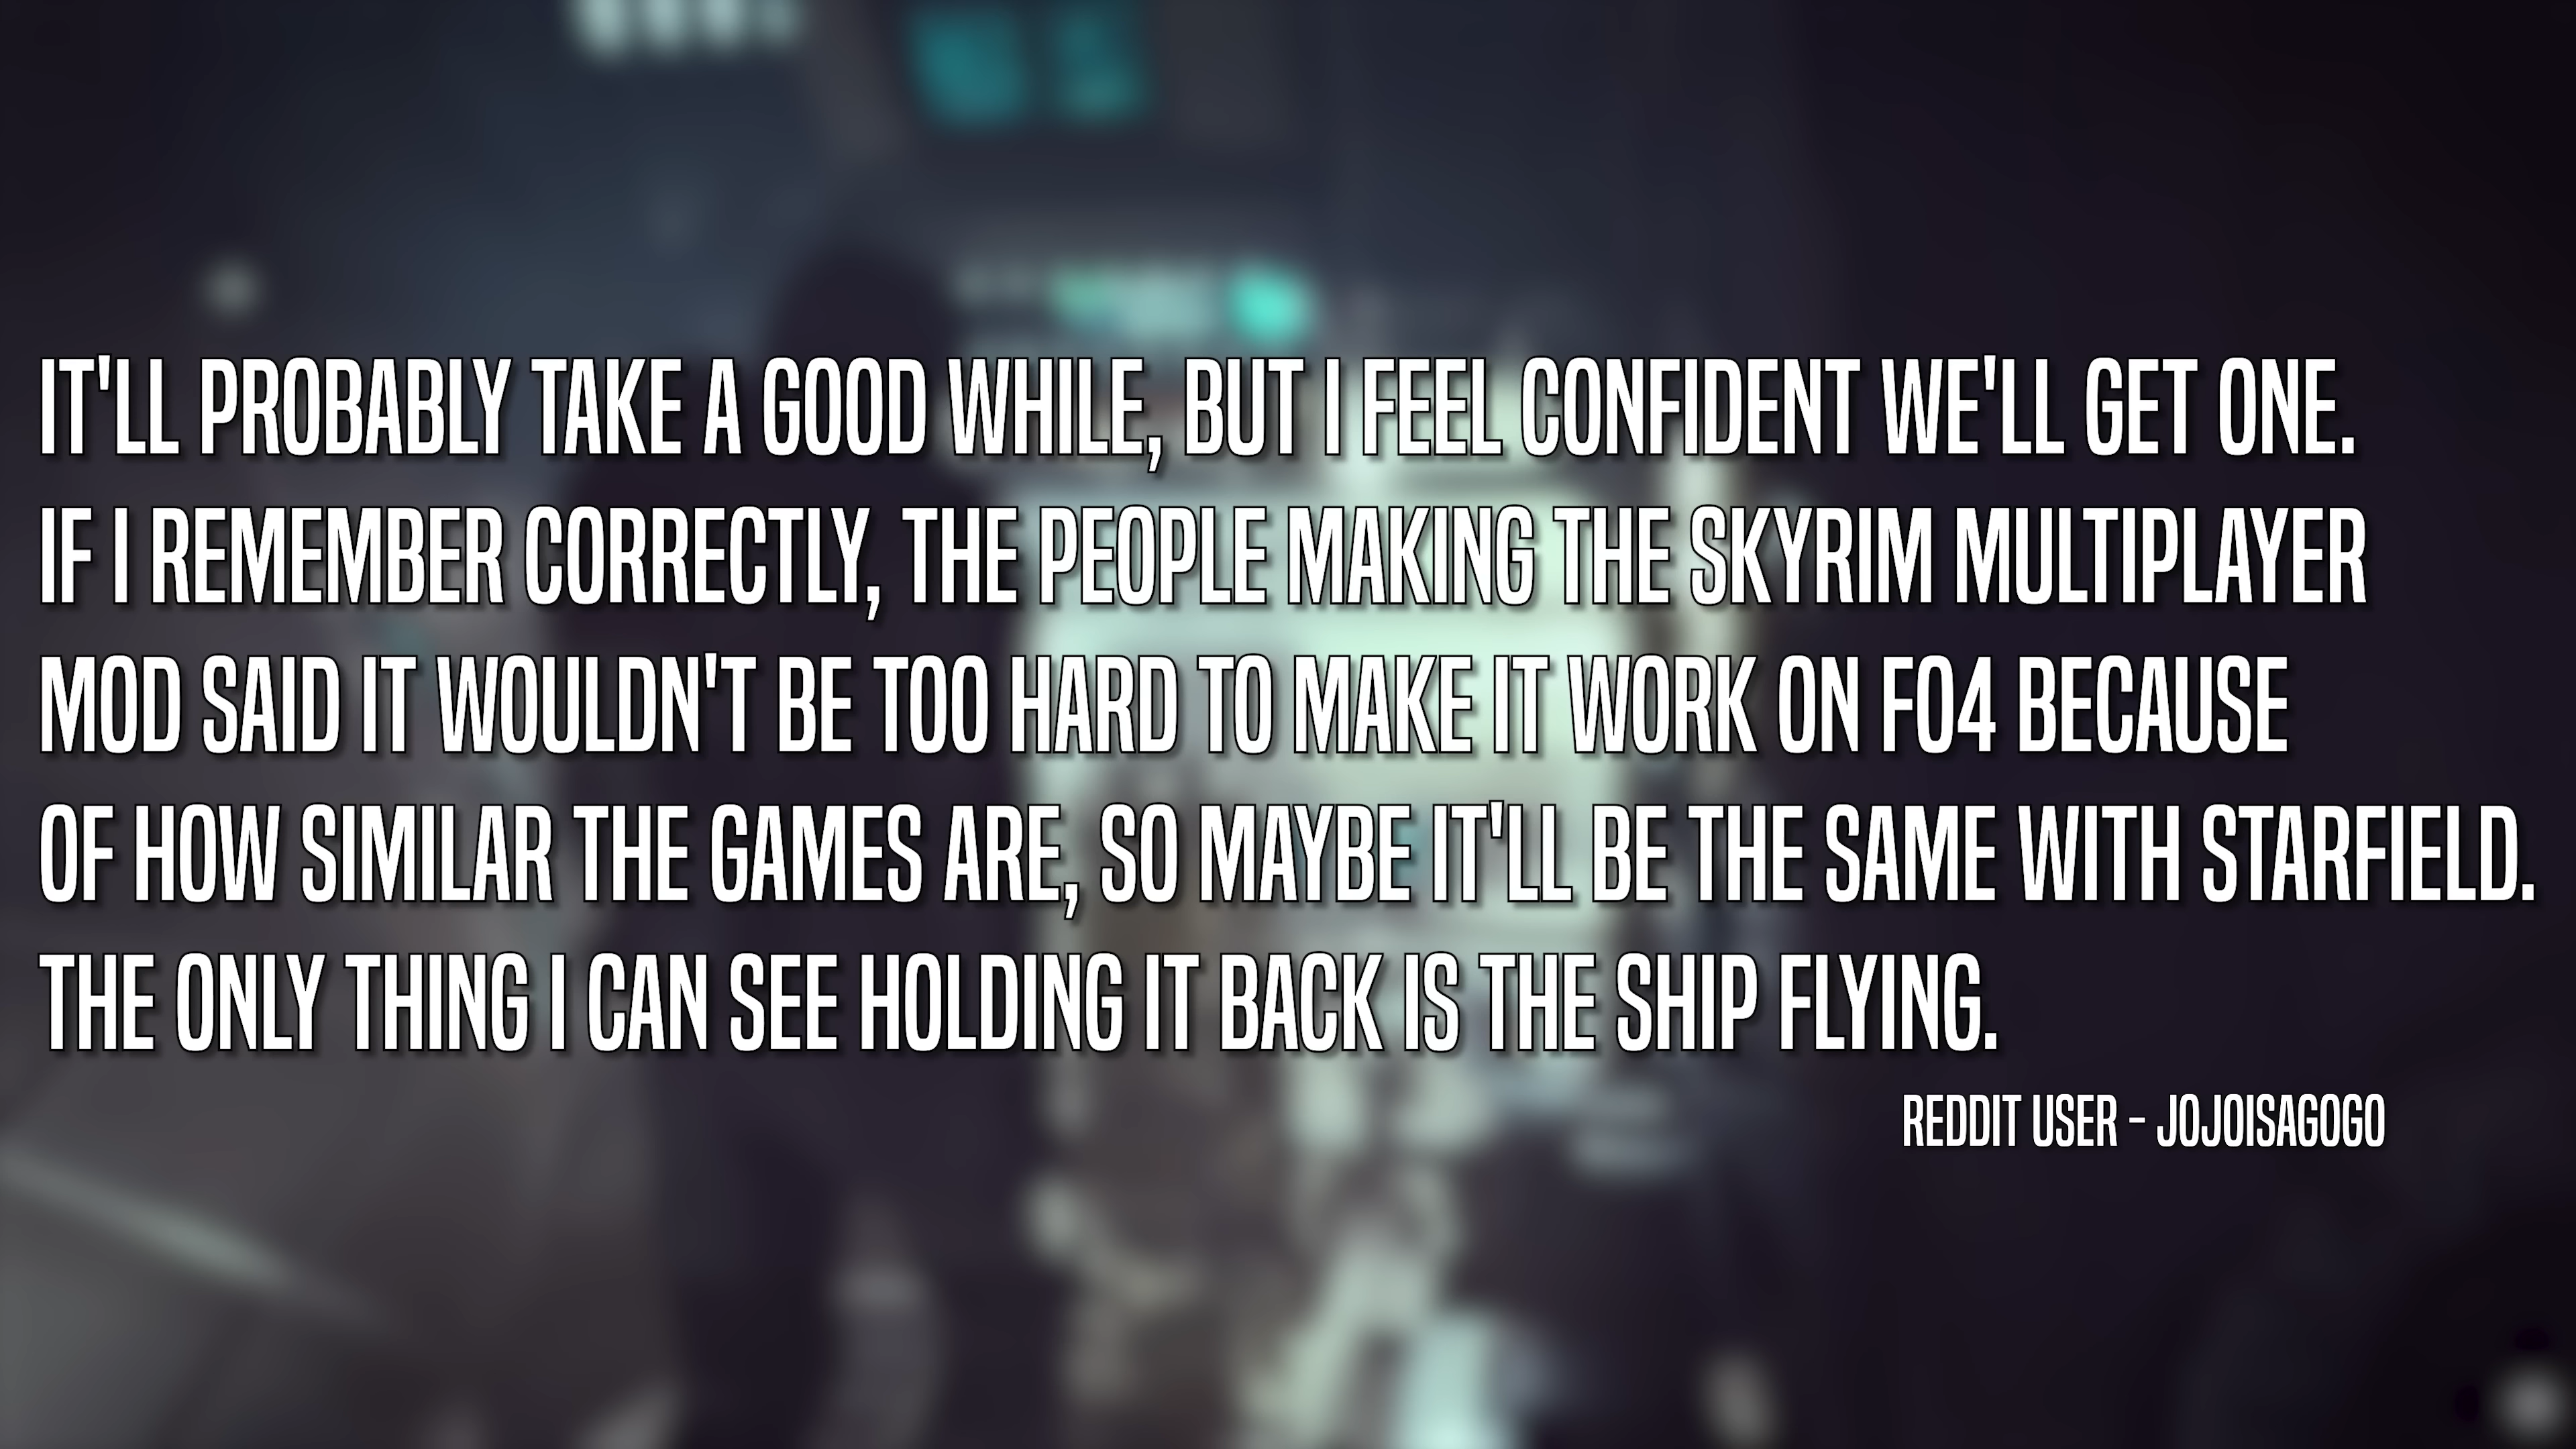 IT'LL PROBABLY TAKE A GOOD WHILE, BUT I FEEL CONFIDENT WE'LL GET ONE.
IF I REMEMBER CORRECTLY, THE PEOPLE MAKING THE SKYRIM MULTIPLAYER
MOD SAID IT WOULDN'T BE TOO HARD TO MAKE IT WORK ON FO4 BECAUSE
OF HOW SIMILAR THE GAMES ARE, SO MAYBE IT'LL BE THE SAME WITH STARFIELD.
THE ONLY THING I CAN SEE HOLDING IT BACK IS THE SHIP FLYING.
REDDIT USER - JOJOISAGOGO